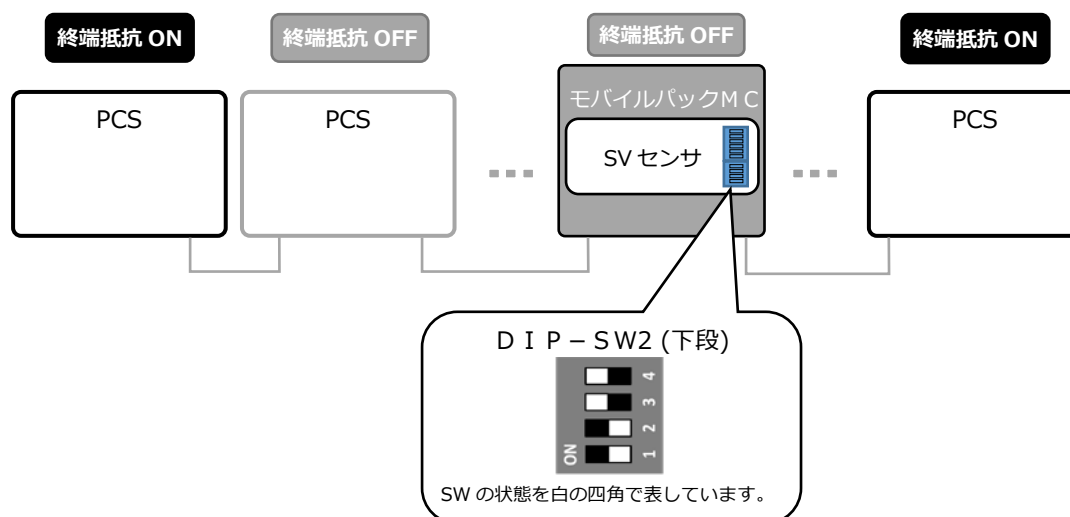 終端抵抗 ON
終端抵抗 OFF
終端抵抗 OFF
終端抵抗 ON
PCS
PCS
モバイルパックＭＣ
SV センサ
PCS
ＤＩＰ－ＳＷ2 (下段)
4
3
2
1
ON
SW の状態を白の四角で表しています。